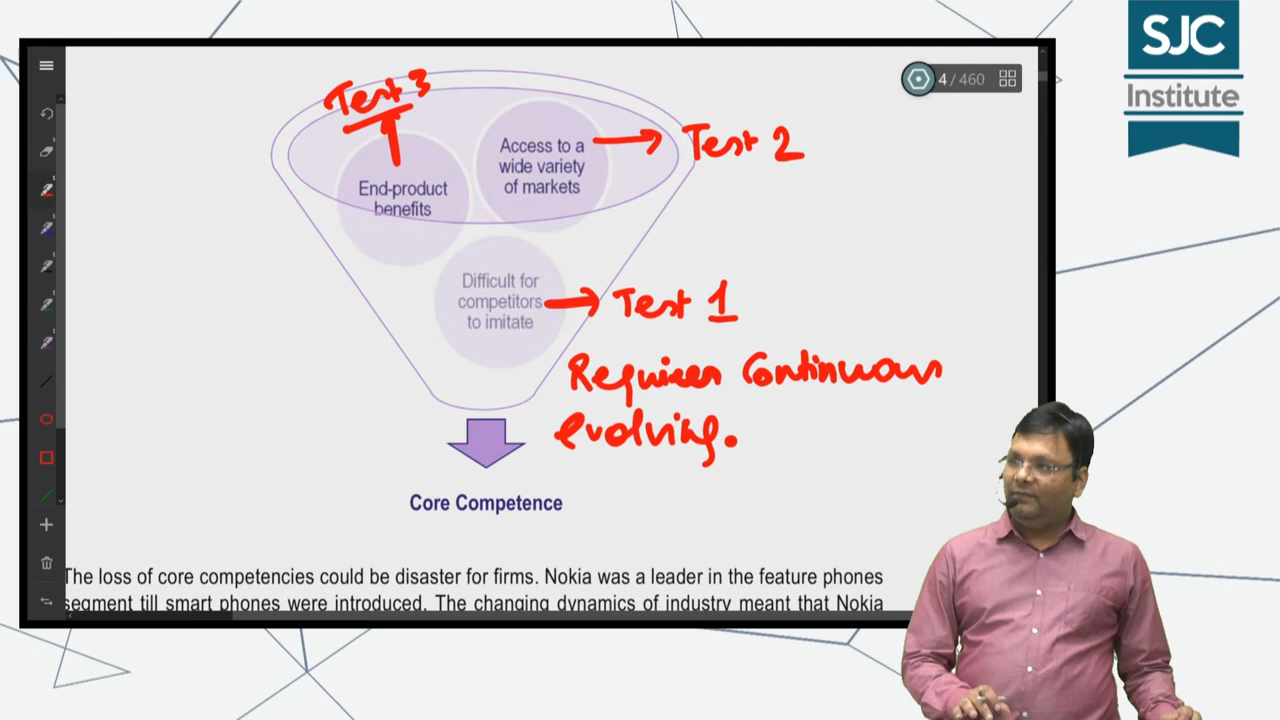 SJC
Institute
4 / 460
Test 3
Access to a
wide variety
of markets
Test 2
End-product
benefits
Difficult for
competitors
to imitate
Test 1
Requires Continuous
evolving.
Core Competence
The loss of core competencies could be disaster for firms. Nokia was a leader in the feature phones
segment till smart phones were introduced. The changing dynamics of industry meant that Nokia